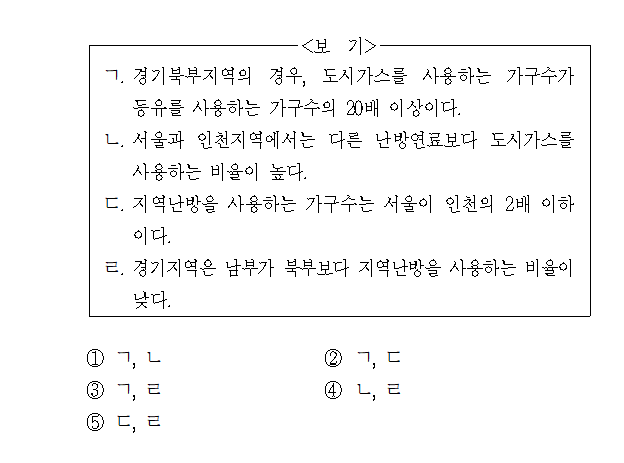 <보 기>
ㄱ. 경기북부지역의 경우, 도시가스를 사용하는 가구수가
등유를 사용하는 가구수의 20배 이상이다.
ㄴ. 서울과 인천지역에서는 다른 난방연료보다 도시가스를
사용하는 비율이 높다.
ㄷ. 지역난방을 사용하는 가구수는 서울이 인천의 2배 이하
이다.
ㄹ. 경기지역은 남부가 북부보다 지역난방을 사용하는 비율이
낮다.
① ㄱ, ㄴ ② ㄱ, ㄷ
③ ㄱ, ㄹ ④ ㄴ, ㄹ
⑤ ㄷ, ㄹ